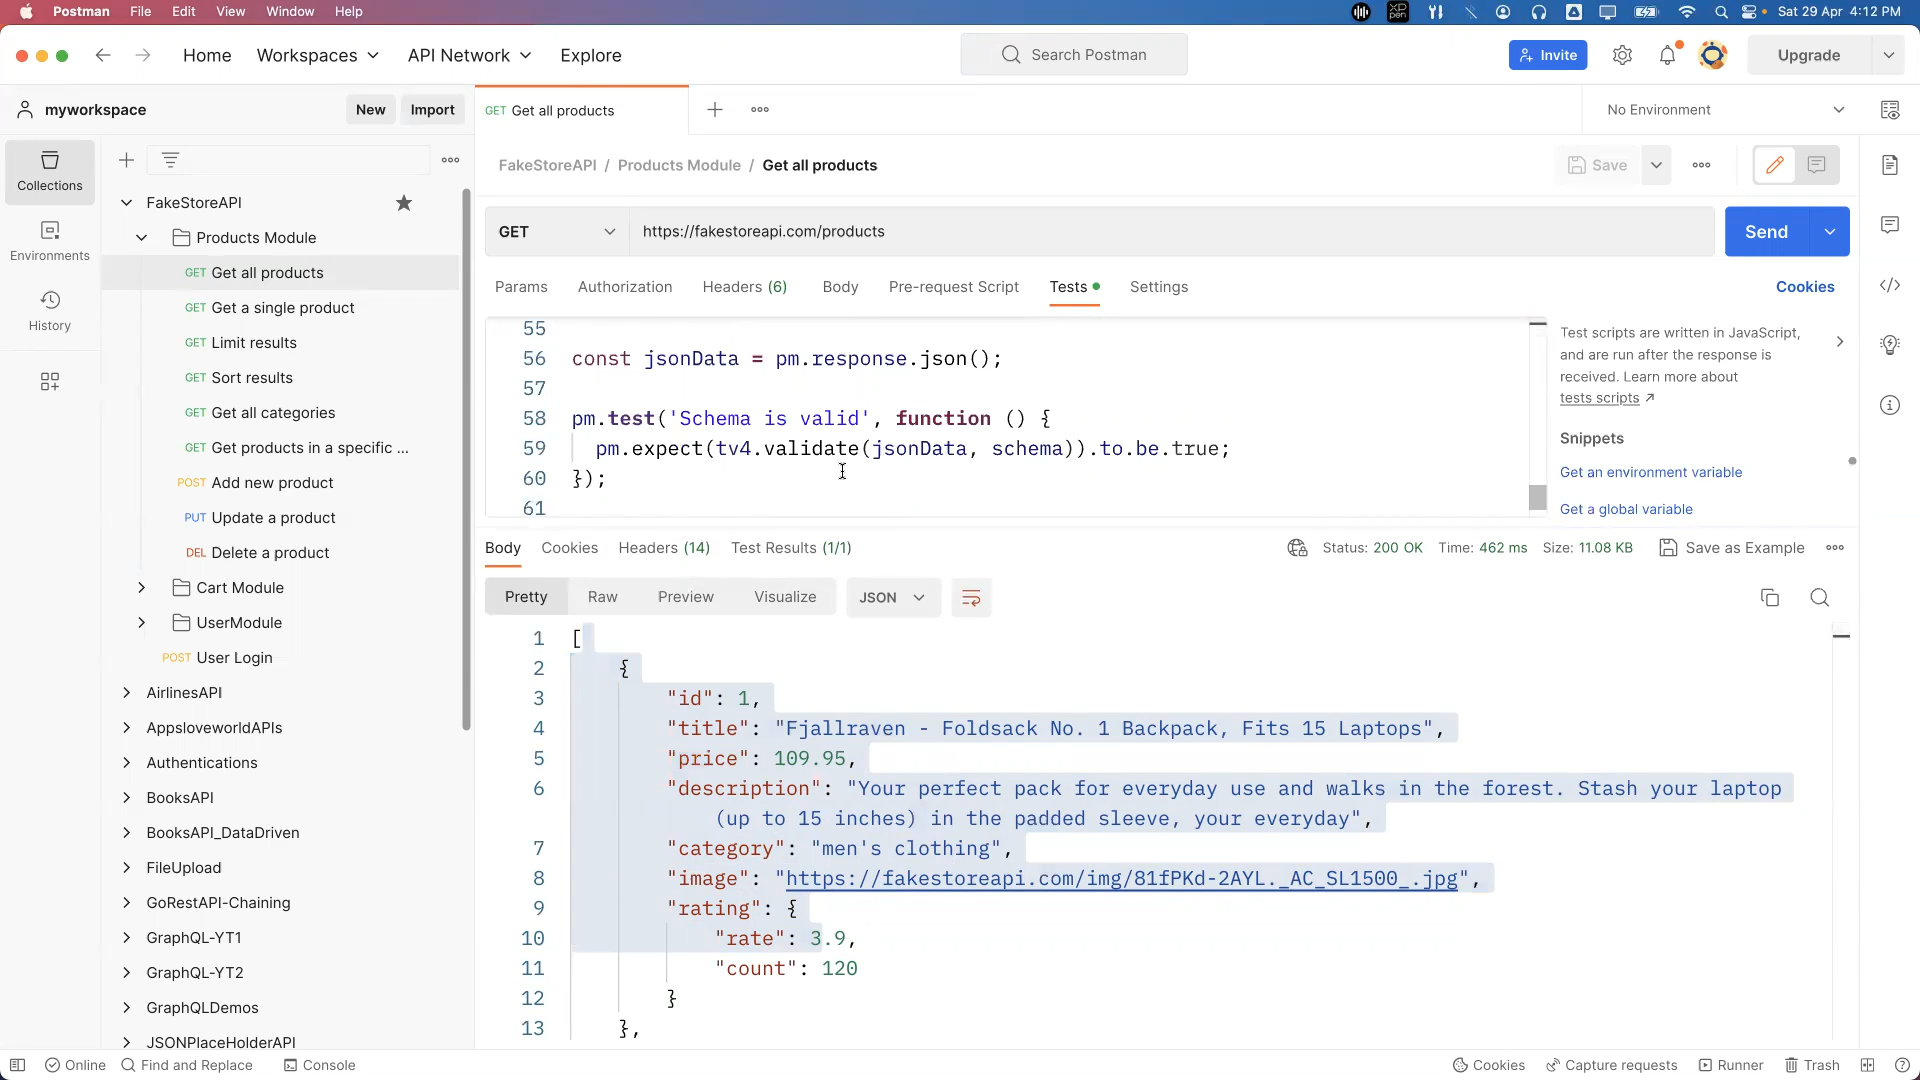 Postman File Edit View Window Help
XP pen
Sat 29 Apr 4:12 PM
Home Workspaces API Network Explore
Search Postman
Invite
Upgrade
myworkspace
New Import
GET Get all products
No Environment
Collections
Environments
History
FakeStoreAPI
Products Module
GET Get all products
GET Get a single product
GET Limit results
GET Sort results
GET Get all categories
GET Get products in a specific ...
POST Add new product
PUT Update a product
DEL Delete a product
Cart Module
UserModule
POST User Login
AirlinesAPI
AppsloveworldAPIs
Authentications
BooksAPI
BooksAPI_DataDriven
FileUpload
GoRestAPI-Chaining
GraphQL-YT1
GraphQL-YT2
GraphQLDemos
JSONPlaceHolderAPI
FakeStoreAPI / Products Module / Get all products
Save
GET https://fakestoreapi.com/products
Send
Params Authorization Headers (6) Body Pre-request Script Tests Settings
Cookies
55
56 const jsonData = pm.response.json();
57
58 pm.test('Schema is valid', function () {
59 pm.expect(tv4.validate(jsonData, schema)).to.be.true;
60 });
61
Test scripts are written in JavaScript,
and are run after the response is
received. Learn more about
tests scripts ↗
Snippets
Get an environment variable
Get a global variable
Body Cookies Headers (14) Test Results (1/1)
Status: 200 OK Time: 462 ms Size: 11.08 KB Save as Example
Pretty Raw Preview Visualize JSON
1 [
2 {
3 "id": 1,
4 "title": "Fjallraven - Foldsack No. 1 Backpack, Fits 15 Laptops",
5 "price": 109.95,
6 "description": "Your perfect pack for everyday use and walks in the forest. Stash your laptop
(up to 15 inches) in the padded sleeve, your everyday",
7 "category": "men's clothing",
8 "image": "https://fakestoreapi.com/img/81fPKd-2AYL._AC_SL1500_.jpg",
9 "rating": {
10 "rate": 3.9,
11 "count": 120
12 }
13 },
Online Find and Replace Console
Cookies Capture requests Runner Trash